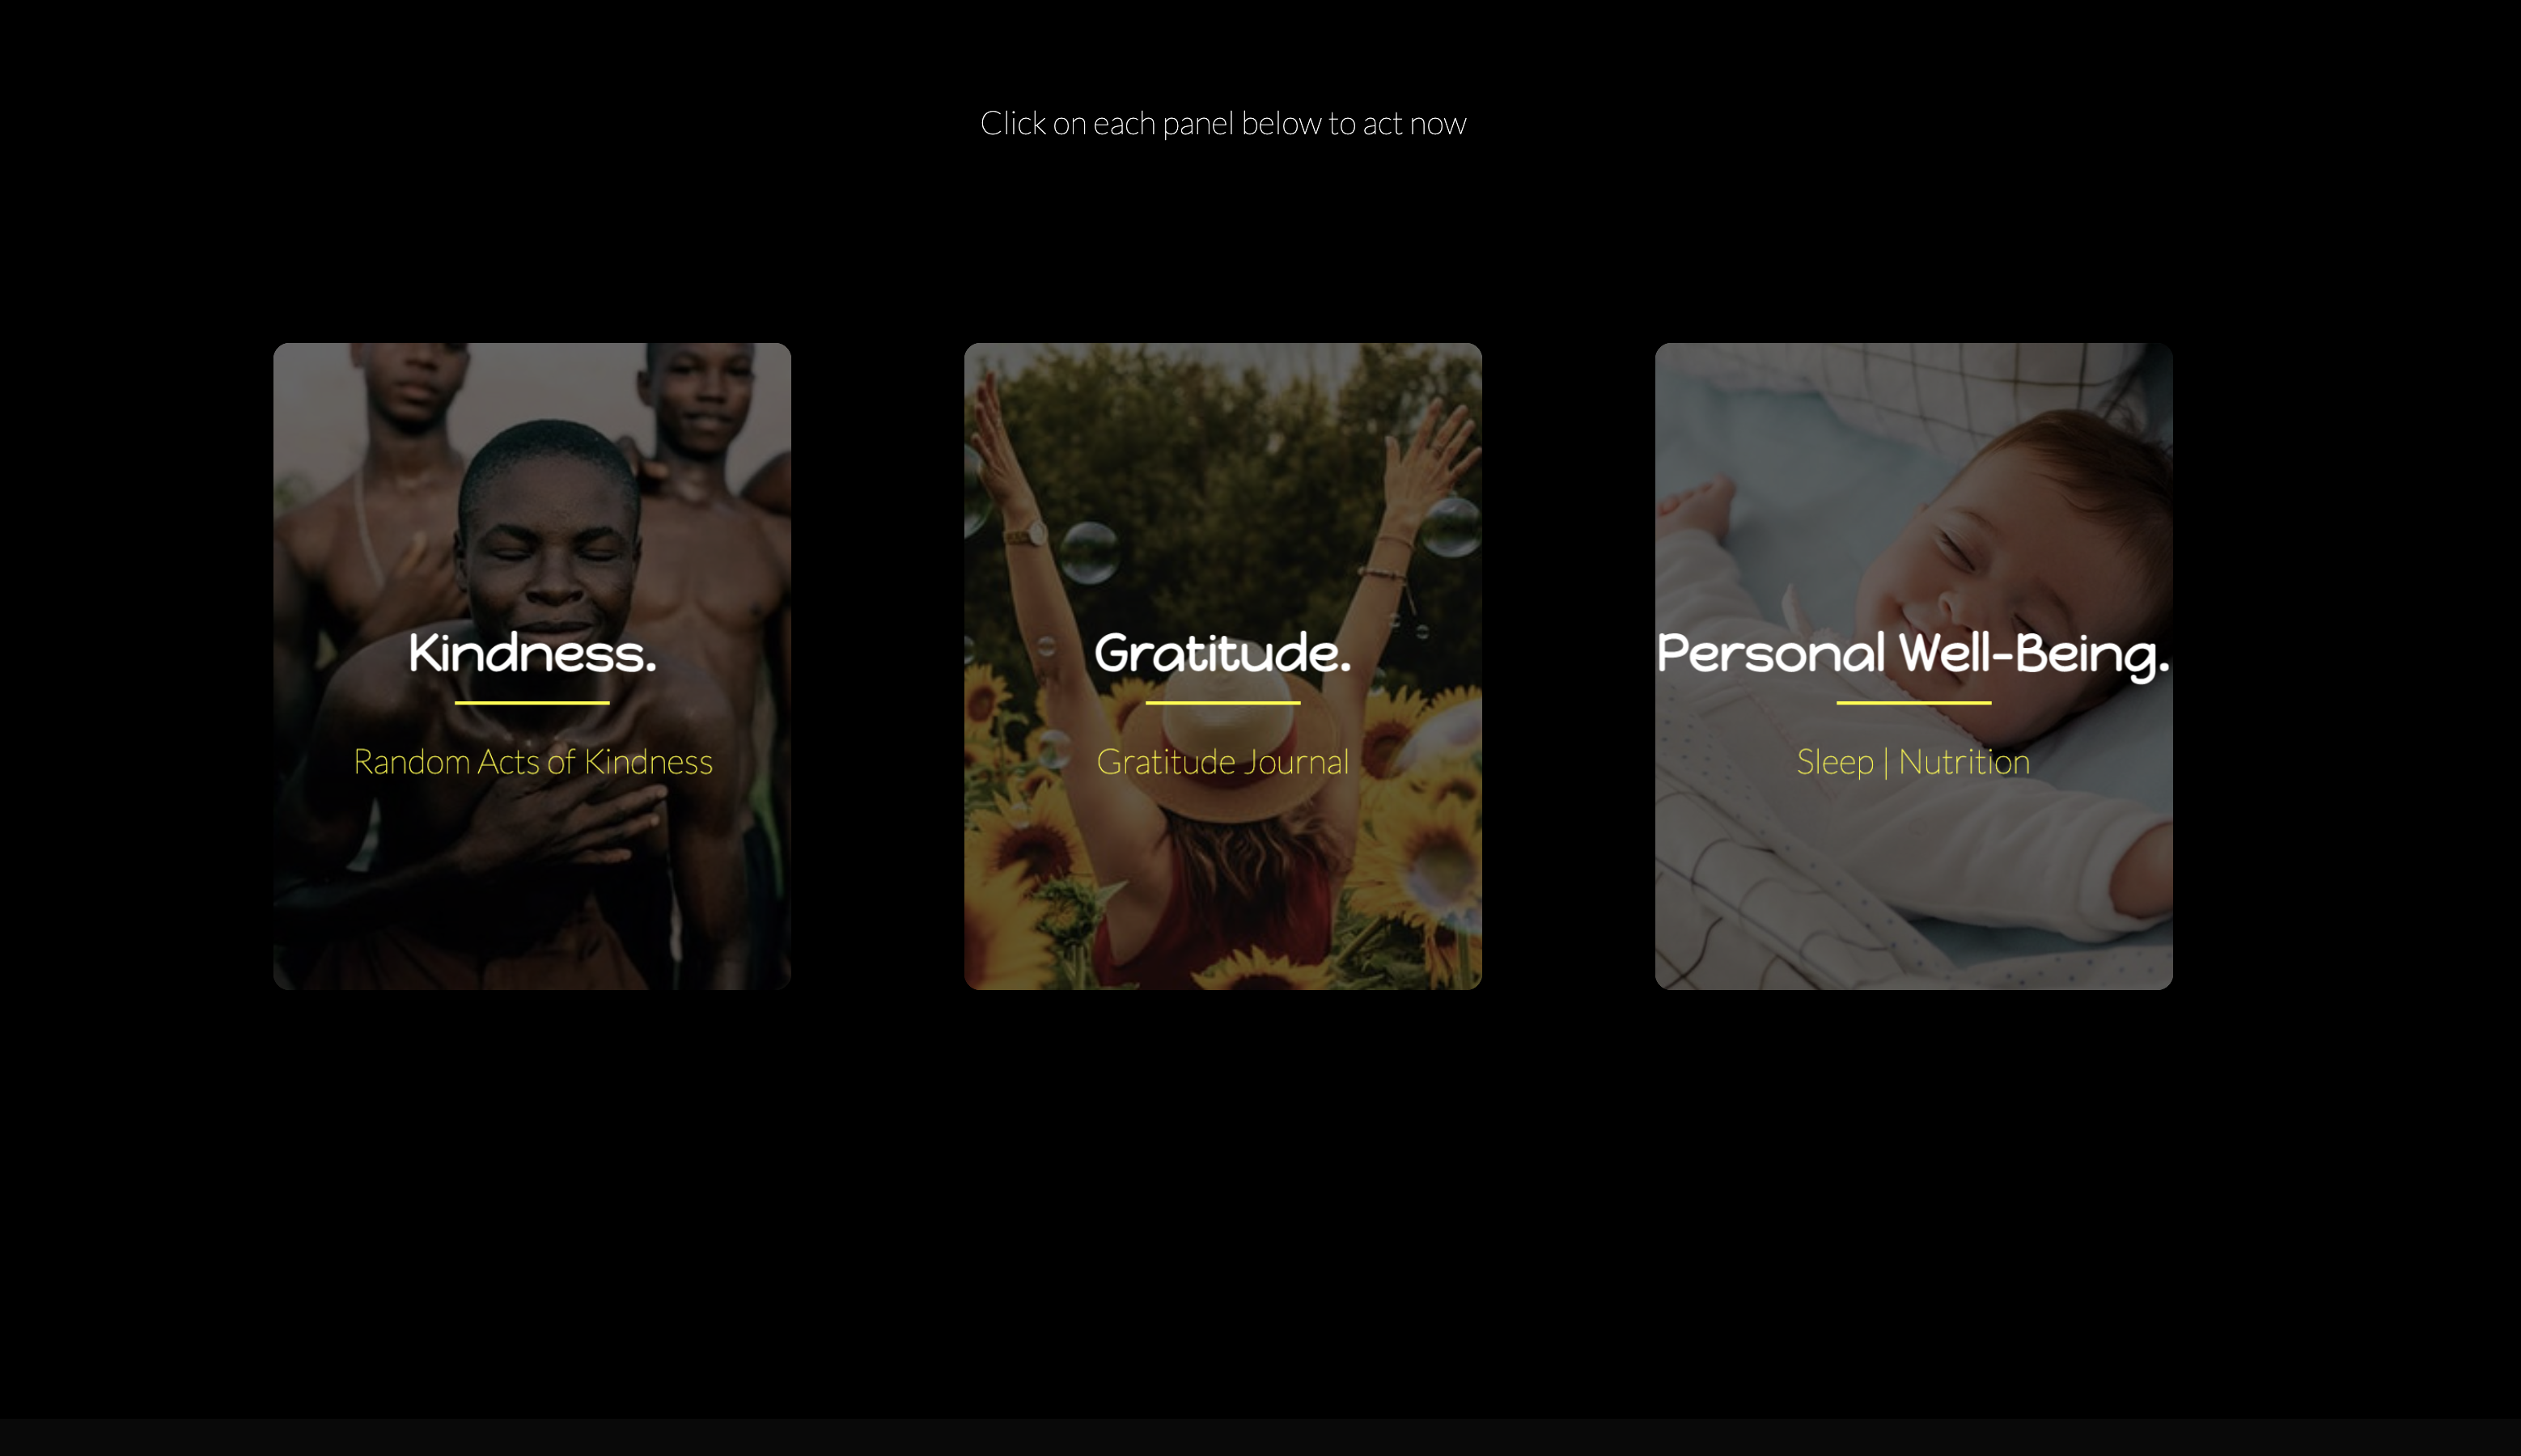 Click on each panel below to act now
Kindness.
Random Acts of Kindness
Gratitude.
Gratitude Journal
Personal Well-Being.
Sleep | Nutrition